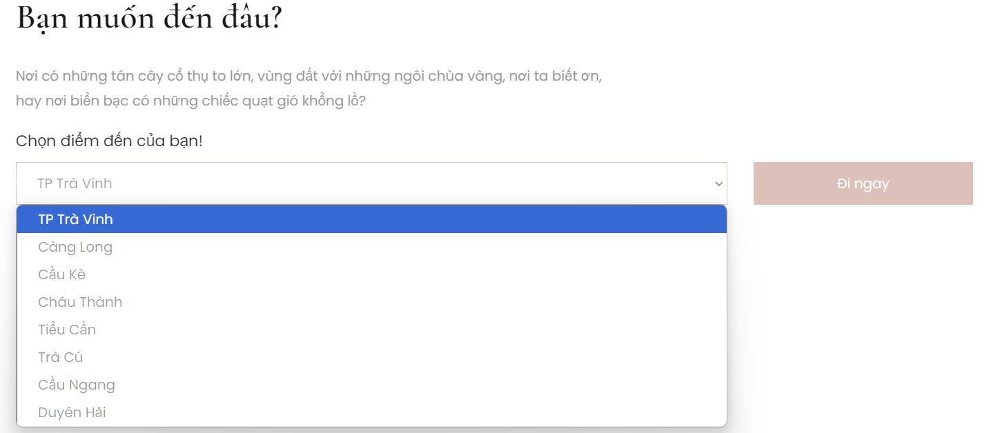 Bạn muốn đến đâu?
Nơi có những tán cây cổ thụ to lớn, vùng đất với những ngôi chùa vàng, nơi ta biết ơn,
hay nơi biển bạc có những chiếc quạt gió khổng lồ?
Chọn điểm đến của bạn!
TP Trà Vinh
Đi ngay
TP Trà Vinh
Càng Long
Cầu Kè
Châu Thành
Tiểu Cần
Trà Cú
Cầu Ngang
Duyên Hải